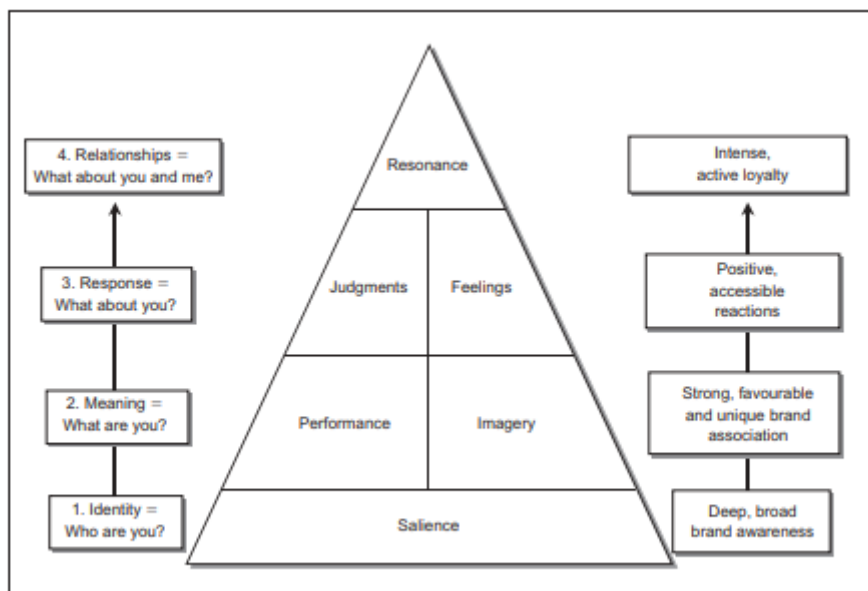 4. Relationships =
What about you and me?
Resonance
Intense,
active loyalty
3. Response =
What about you?
Judgments
Feelings
Positive,
accessible
reactions
2. Meaning =
What are you?
Performance
Imagery
Strong, favourable
and unique brand
association
1. Identity =
Who are you?
Salience
Deep, broad
brand awareness